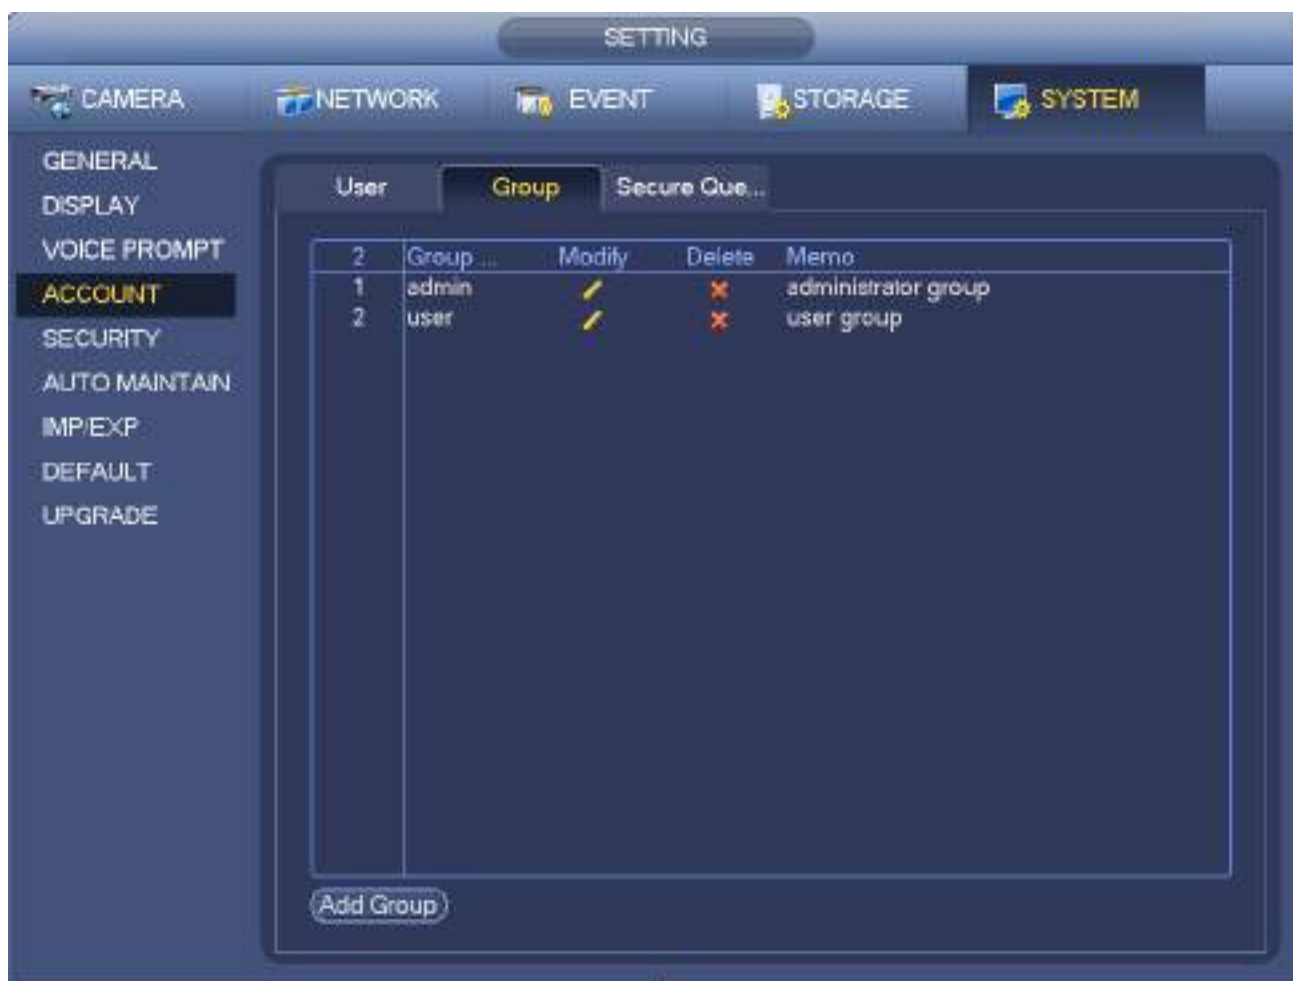 SETTING
CAMERA NETWORK EVENT STORAGE SYSTEM
GENERAL
DISPLAY
VOICE PROMPT
ACCOUNT
SECURITY
AUTO MAINTAIN
IMP/EXP
DEFAULT
UPGRADE
User Group Secure Que...
2 Group ... Modify Delete Memo
1 admin administrator group
2 user user group
Add Group